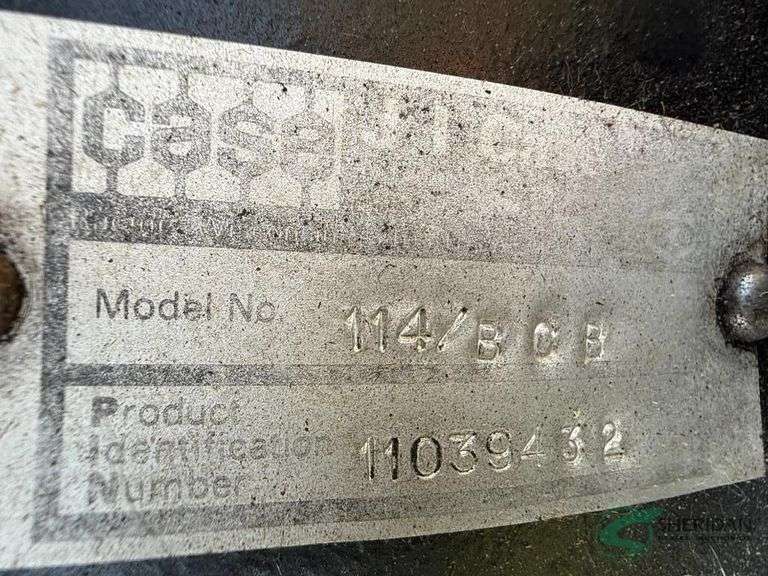 case
J I C
Model No. 114/BCB
Product
Identification 11039432
Number
SHERIDAN